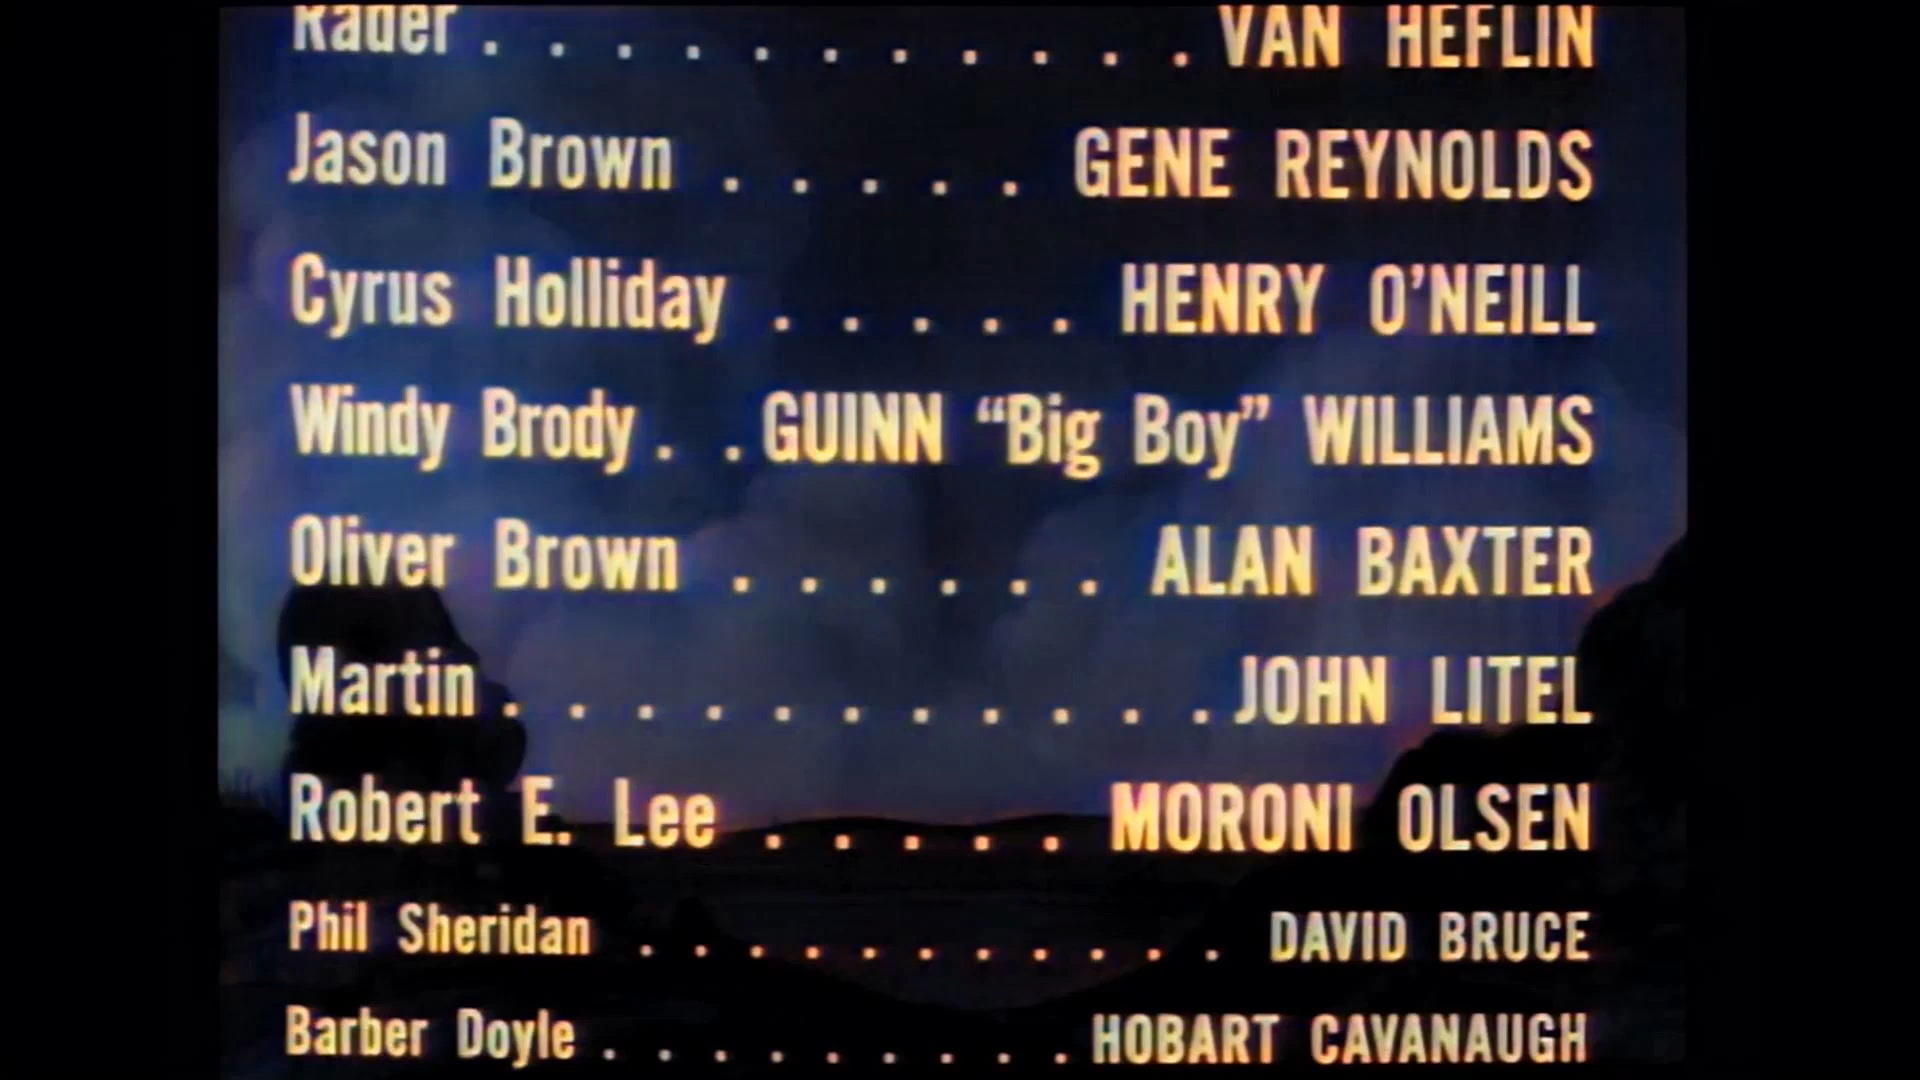 Rader . . . . . . . . . . . VAN HEFLIN
Jason Brown . . . . . GENE REYNOLDS
Cyrus Holliday . . . . . HENRY O'NEILL
Windy Brody . . GUINN “Big Boy” WILLIAMS
Oliver Brown . . . . . . ALAN BAXTER
Martin . . . . . . . . . . . JOHN LITEL
Robert E. Lee . . . . . MORONI OLSEN
Phil Sheridan . . . . . . . . . . . DAVID BRUCE
Barber Doyle . . . . . . . . . HOBART CAVANAUGH